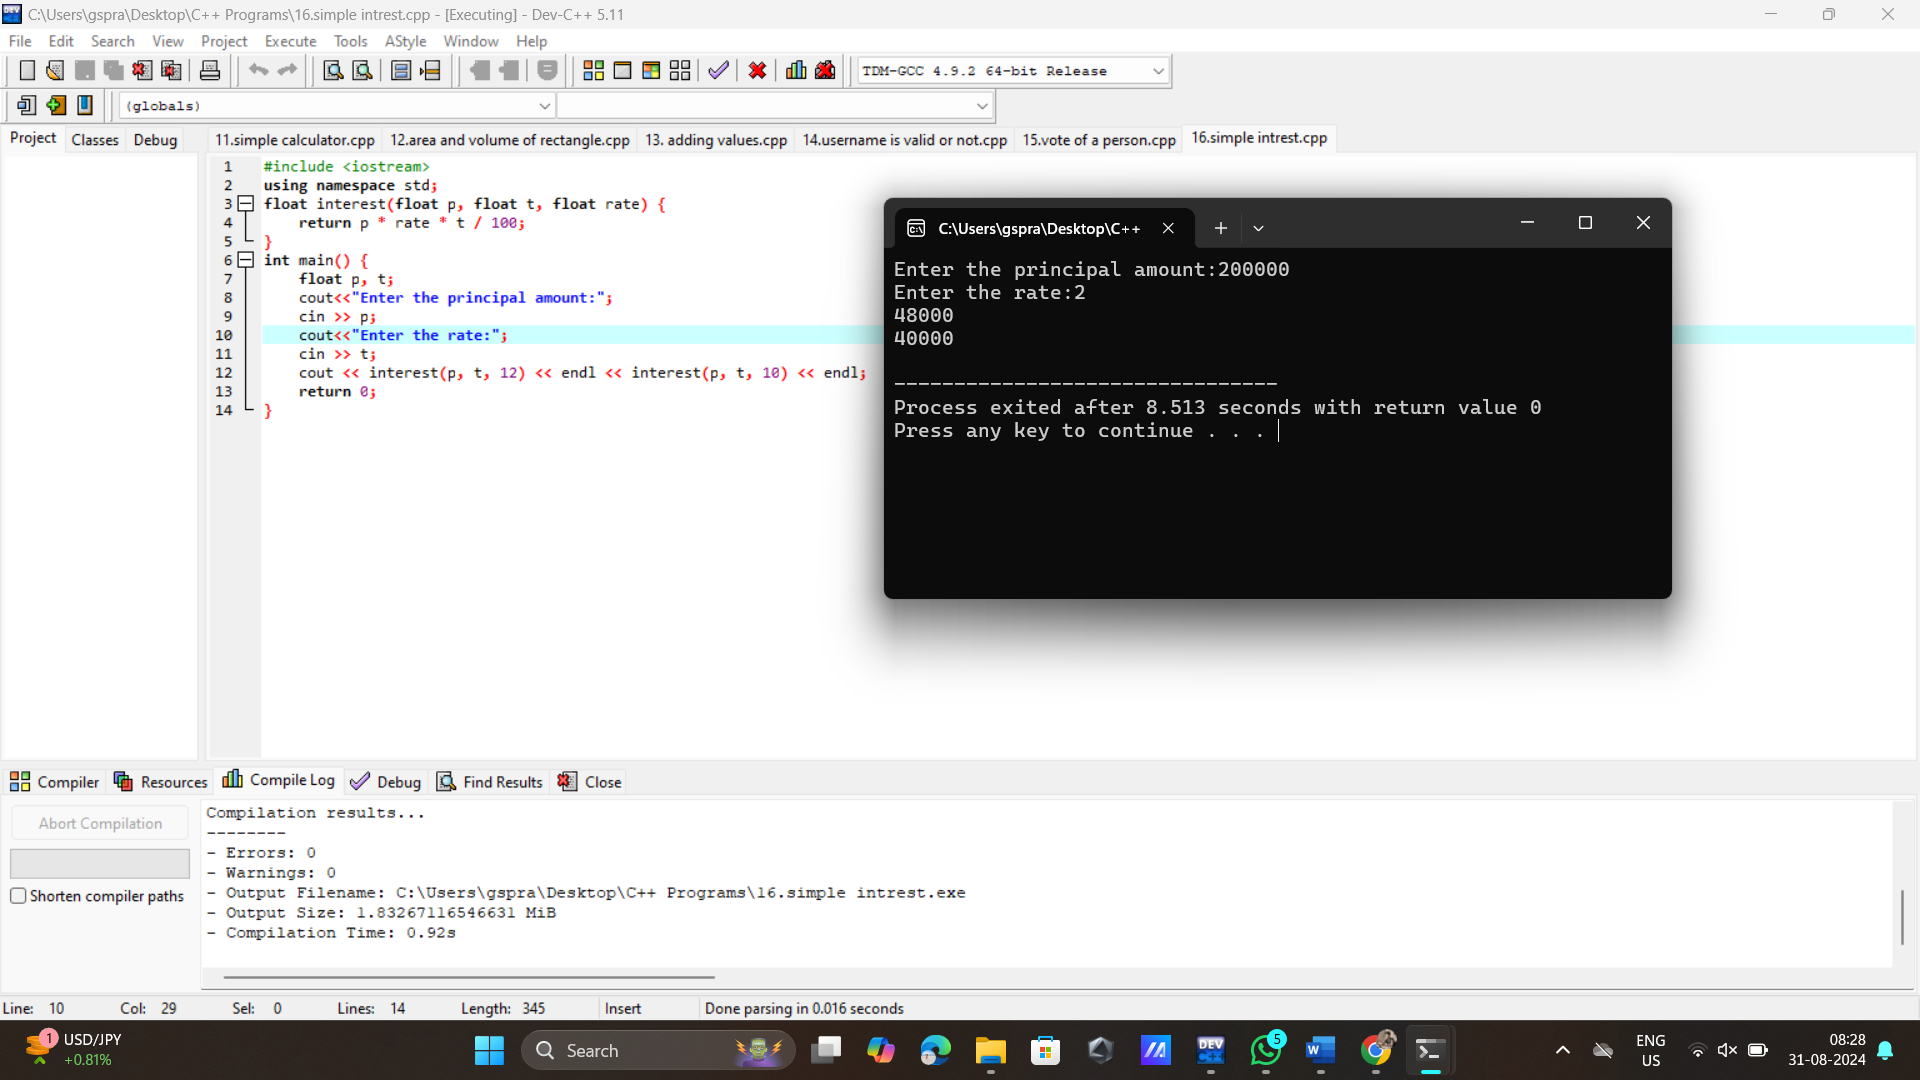 C:\Users\gspra\Desktop\C++ Programs\16.simple intrest.cpp - [Executing] - Dev-C++ 5.11
File Edit Search View Project Execute Tools AStyle Window Help
TDM-GCC 4.9.2 64-bit Release
(globals)
Project Classes Debug
11.simple calculator.cpp 12.area and volume of rectangle.cpp 13. adding values.cpp 14.username is valid or not.cpp 15.vote of a person.cpp 16.simple intrest.cpp
1 #include <iostream>
2 using namespace std;
3 float interest(float p, float t, float rate) {
4 return p * rate * t / 100;
5 }
6 int main() {
7 float p, t;
8 cout<<"Enter the principal amount:";
9 cin >> p;
10 cout<<"Enter the rate:";
11 cin >> t;
12 cout << interest(p, t, 12) << endl << interest(p, t, 10) << endl;
13 return 0;
14 }
C:\Users\gspra\Desktop\C++
Enter the principal amount:200000
Enter the rate:2
48000
40000
--------------------------------
Process exited after 8.513 seconds with return value 0
Press any key to continue . . .
Compiler Resources Compile Log Debug Find Results Close
Abort Compilation
Shorten compiler paths
Compilation results...
--------
- Errors: 0
- Warnings: 0
- Output Filename: C:\Users\gspra\Desktop\C++ Programs\16.simple intrest.exe
- Output Size: 1.83267116546631 MiB
- Compilation Time: 0.92s
Line: 10 Col: 29 Sel: 0 Lines: 14 Length: 345 Insert Done parsing in 0.016 seconds
1
USD/JPY
+0.81%
Search
DEV
C++
5
W
ENG
US
08:28
31-08-2024